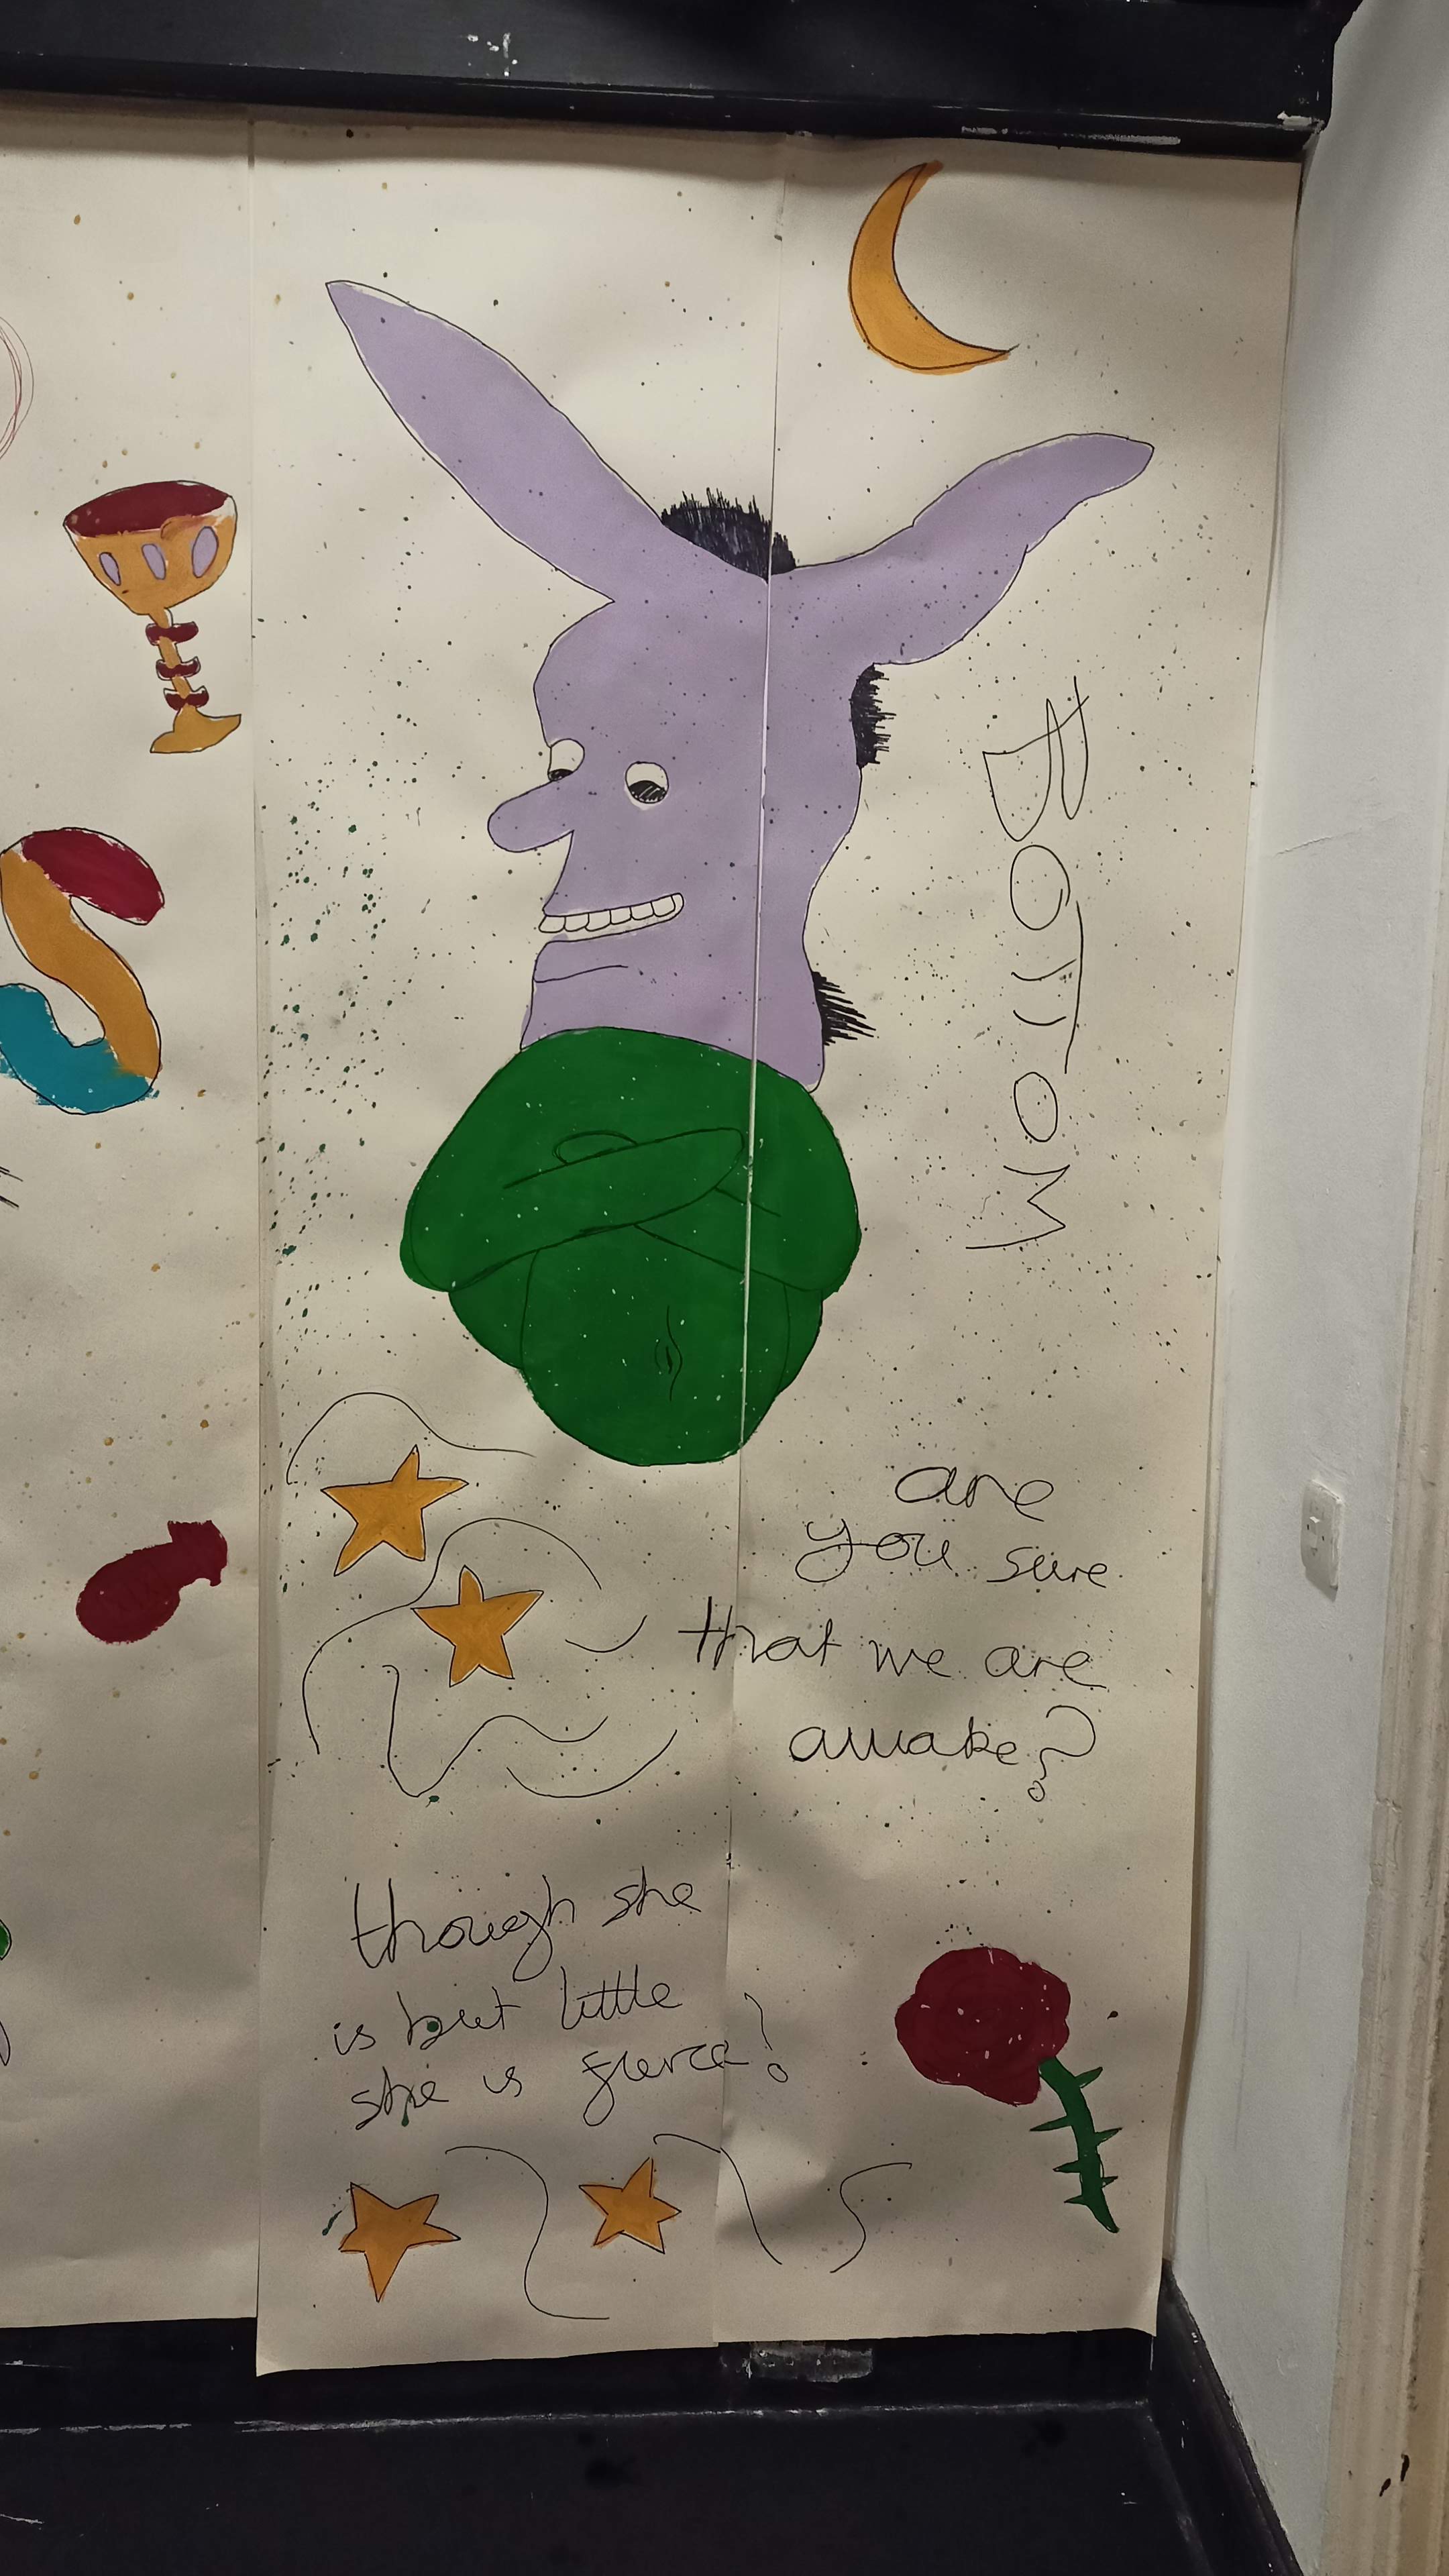 BOTTOM
are
you sure
that we are
awake?
though she
is but little
she is fierce!